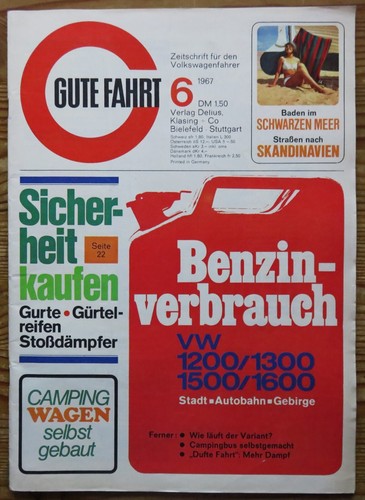 GUTE FAHRT
Zeitschrift für den
Volkswagenfahrer
6
1967
DM 1,50
Verlag Delius,
Klasing + Co
Bielefeld · Stuttgart
Printed in Germany
Baden im
SCHWARZEN MEER
Straßen nach
SKANDINAVIEN
Sicher-
heit
kaufen
Seite
22
Gurte • Gürtel-
reifen
Stoßdämpfer
Benzin-
verbrauch
VW
1200/1300
1500/1600
Stadt ▪ Autobahn ▪ Gebirge
CAMPING
WAGEN
selbst
gebaut
Ferner: • Wie läuft der Variant?
• Campingbus selbstgemacht
• „Dufte Fahrt": Mehr Dampf